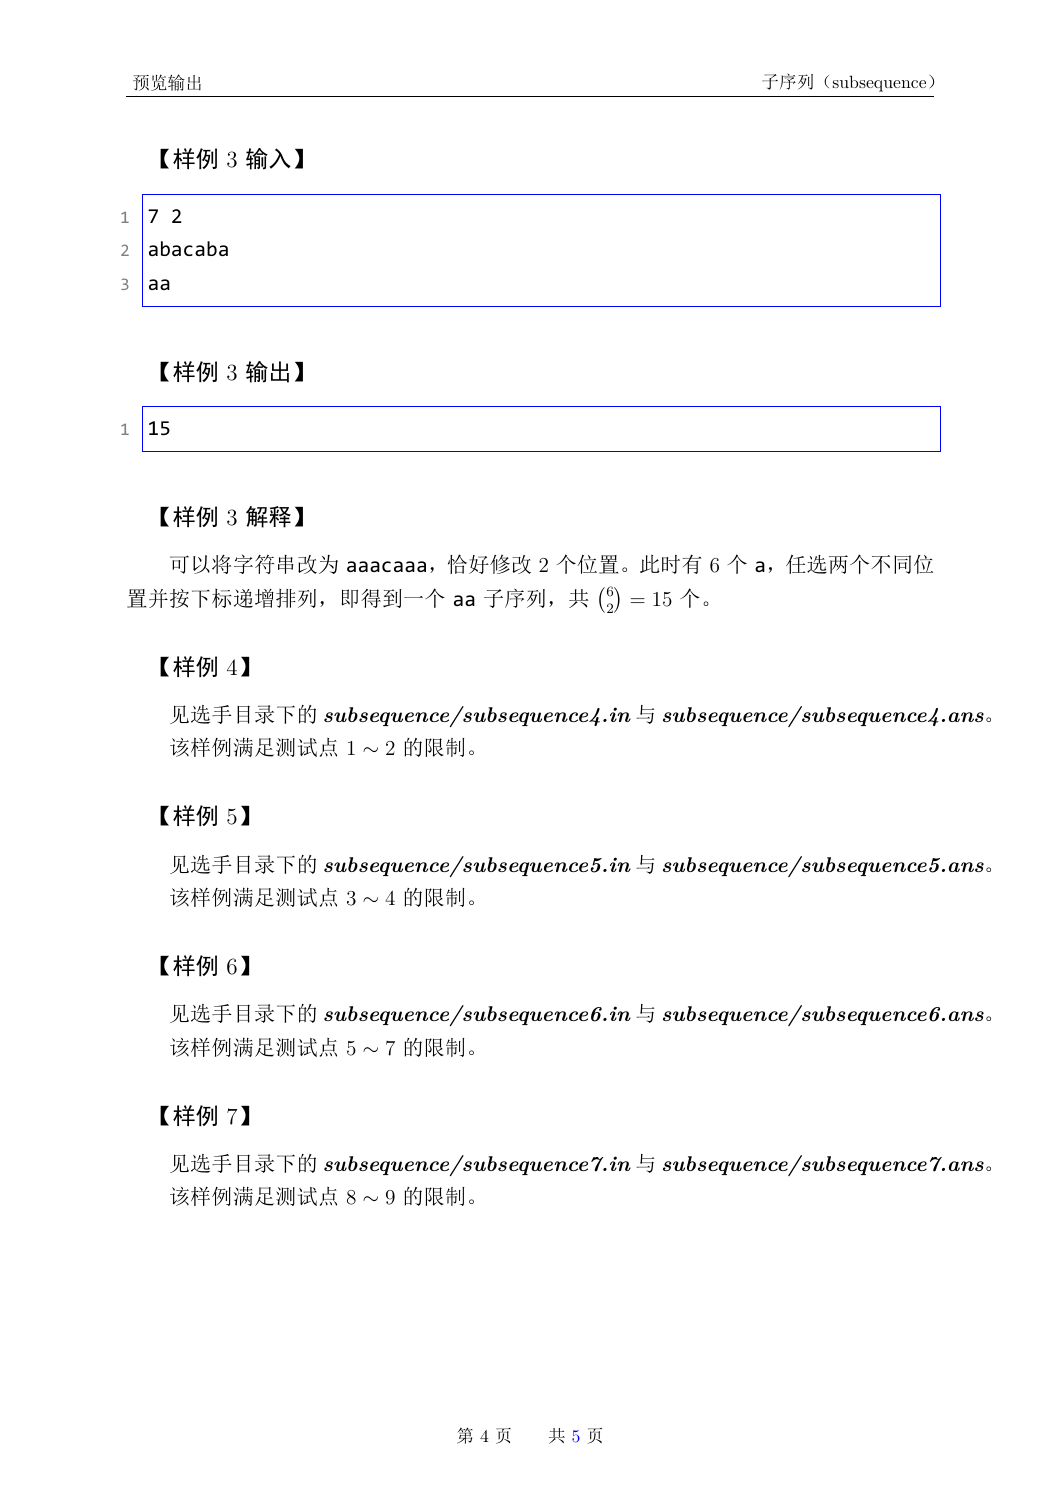 预览输出
子序列（subsequence）
【样例 3 输入】
1 7 2
2 abacaba
3 aa
【样例 3 输出】
1 15
【样例 3 解释】
可以将字符串改为 aaacaaa，恰好修改 2 个位置。此时有 6 个 a，任选两个不同位
置并按下标递增排列，即得到一个 aa 子序列，共 (6 2) = 15 个。
【样例 4】
见选手目录下的 subsequence/subsequence4.in 与 subsequence/subsequence4.ans。
该样例满足测试点 1 ∼ 2 的限制。
【样例 5】
见选手目录下的 subsequence/subsequence5.in 与 subsequence/subsequence5.ans。
该样例满足测试点 3 ∼ 4 的限制。
【样例 6】
见选手目录下的 subsequence/subsequence6.in 与 subsequence/subsequence6.ans。
该样例满足测试点 5 ∼ 7 的限制。
【样例 7】
见选手目录下的 subsequence/subsequence7.in 与 subsequence/subsequence7.ans。
该样例满足测试点 8 ∼ 9 的限制。
第 4 页 共 5 页